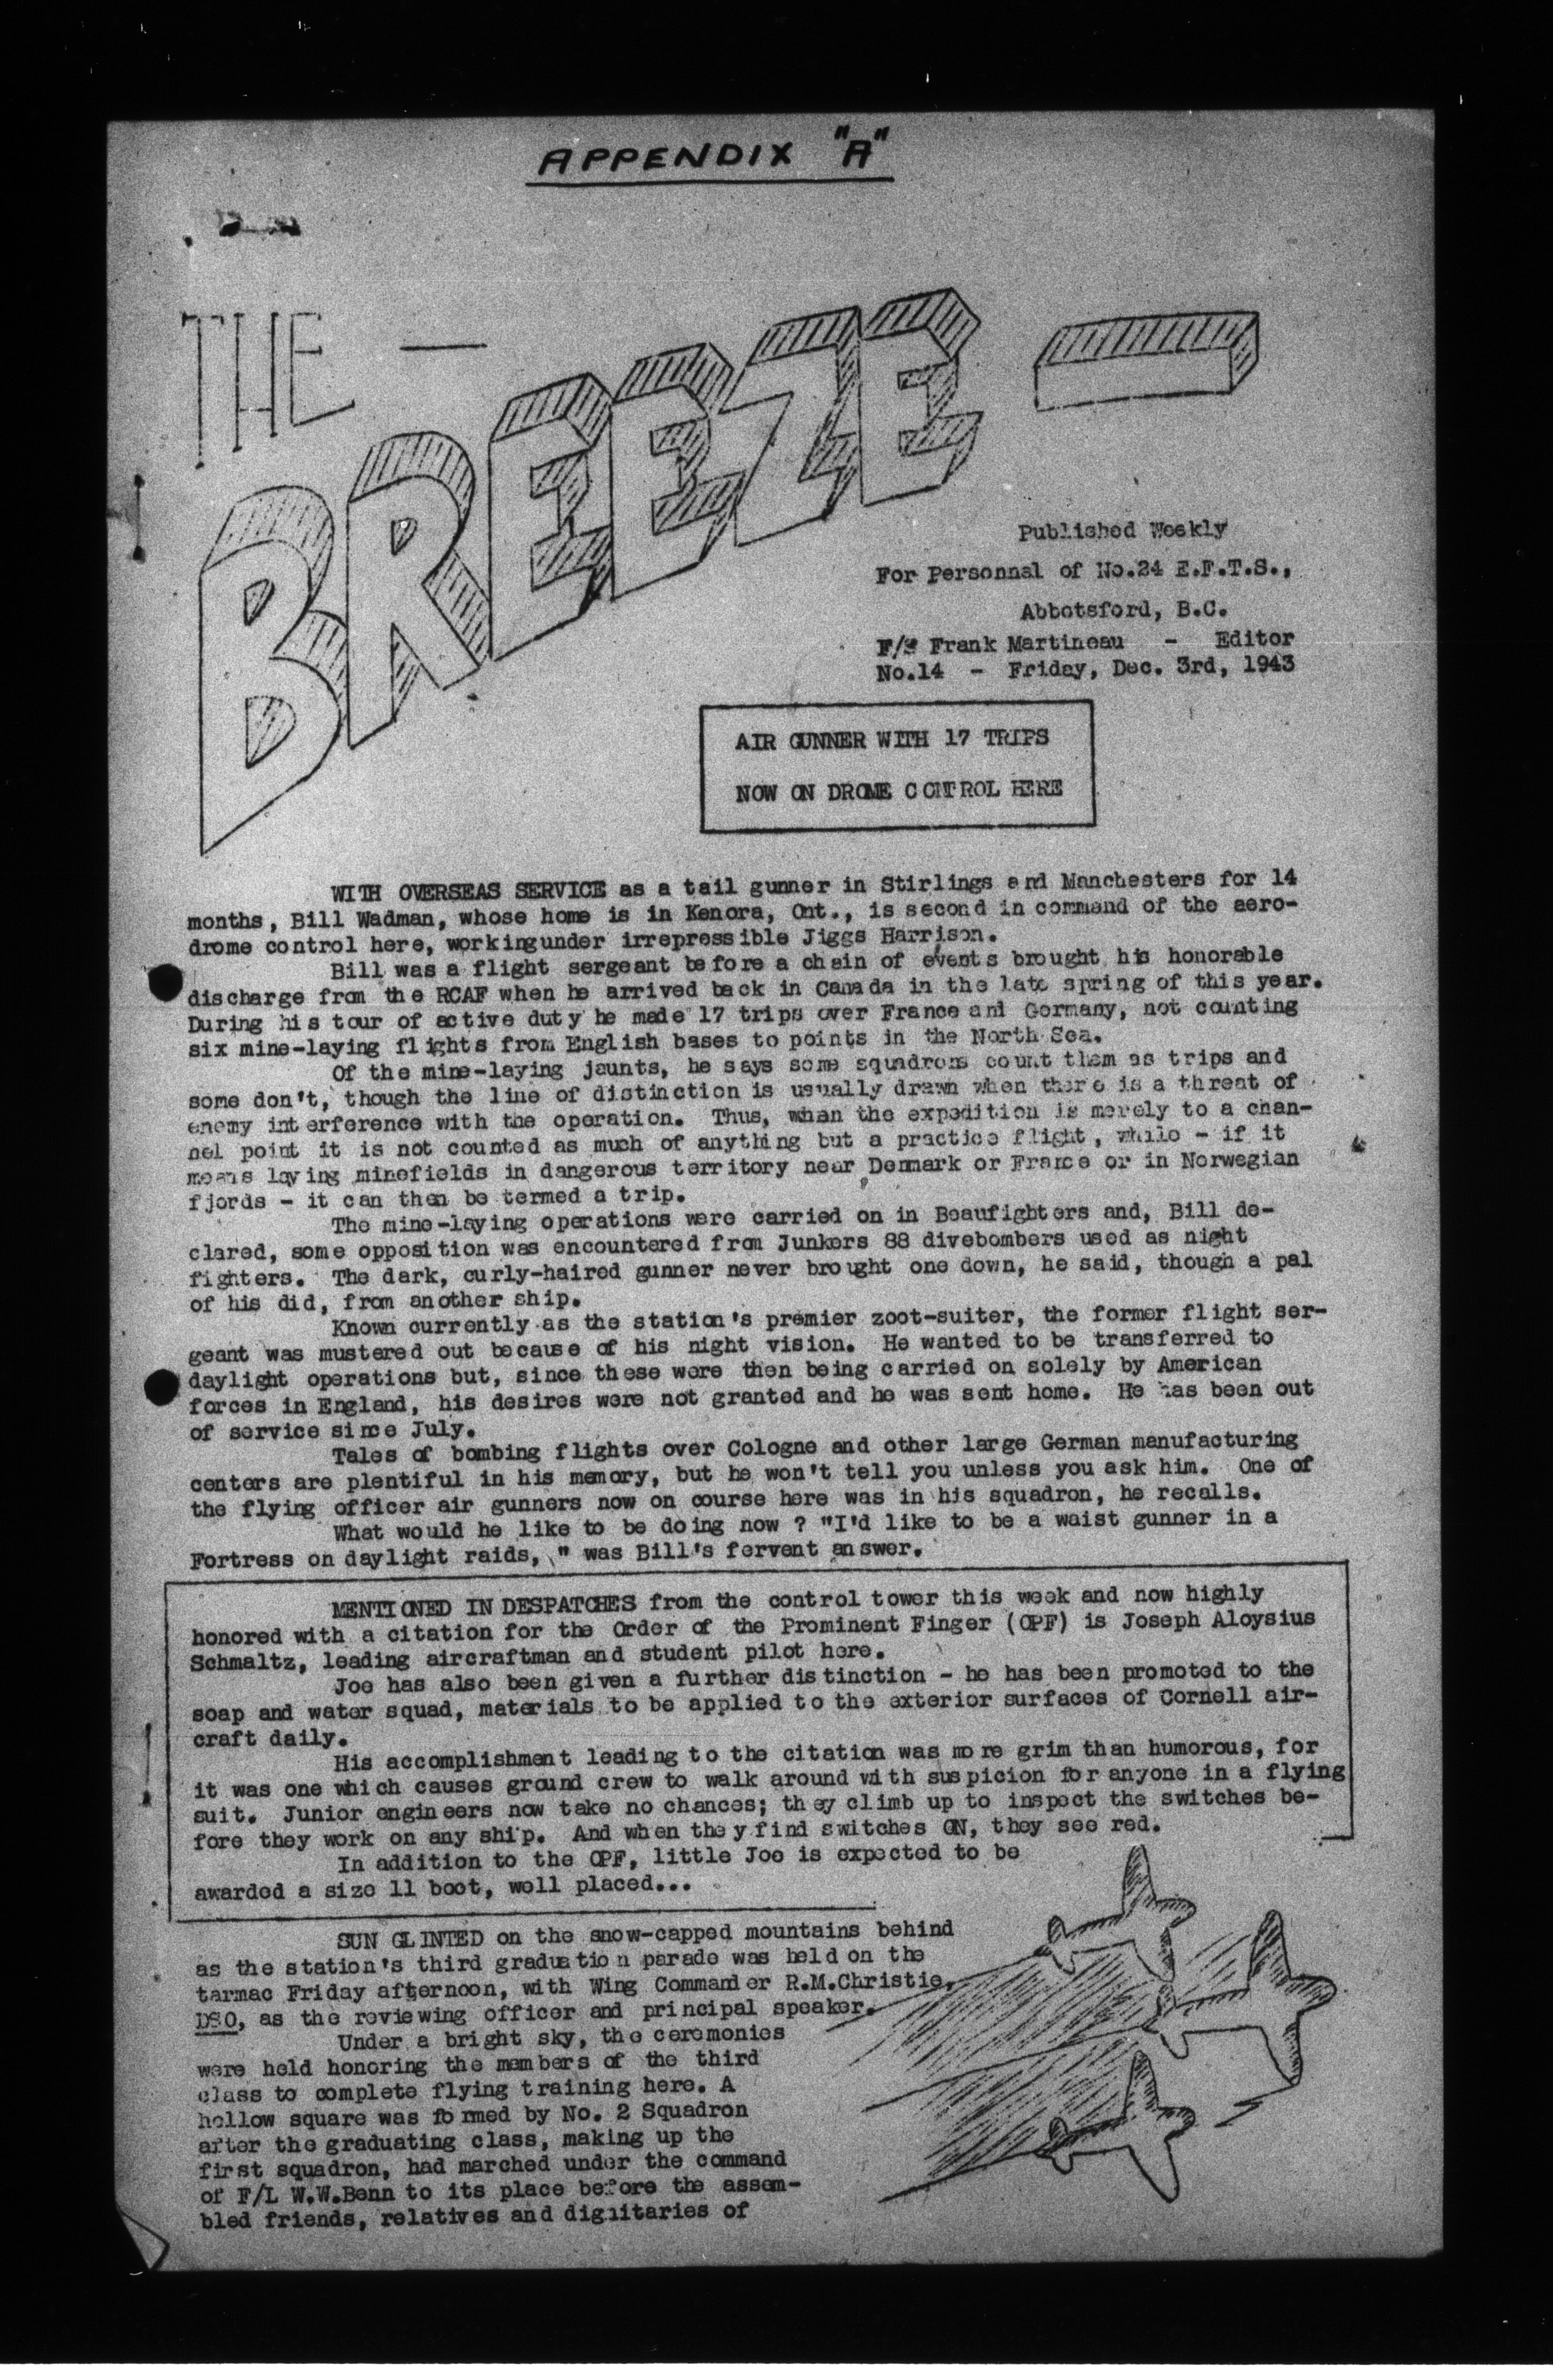 APPENDIX "A"
THE —
BREEZE —
Published Weekly
For Personnal of No.24 E.F.T.S.,
Abbotsford, B.C.
Frank Martineau - Editor
No.14 - Friday, Dec. 3rd, 1943
AIR GUNNER WITH 17 TRIPS
NOW ON DROME CONTROL HERE
WITH OVERSEAS SERVICE as a tail gunner in Stirlings and Manchesters for 14
months, Bill Wadman, whose home is in Kenora, Ont., is second in command of the aero-
drome control here, workingunder irrepressible Jiggs Harrison.
Bill was a flight sergeant before a chain of events brought his honorable
discharge from the RCAF when he arrived back in Canada in the late spring of this year.
During his tour of active duty he made 17 trips over France and Germany, not counting
six mine-laying flights from English bases to points in the North Sea.
Of the mine-laying jaunts, he says some squadrons count them as trips and
some don't, though the line of distinction is usually drawn when there is a threat of
enemy interference with the operation. Thus, when the expedition is merely to a chan-
nel point it is not counted as much of anything but a practice flight, while - if it
means laying minefields in dangerous territory near Denmark or France or in Norwegian
fjords - it can then be termed a trip.
The mine-laying operations were carried on in Beaufighters and, Bill de-
clared, some opposition was encountered from Junkers 88 divebombers used as night
fighters. The dark, curly-haired gunner never brought one down, he said, though a pal
of his did, from another ship.
Known currently as the station's premier zoot-suiter, the former flight ser-
geant was mustered out because of his night vision. He wanted to be transferred to
daylight operations but, since these were then being carried on solely by American
forces in England, his desires were not granted and he was sent home. He has been out
of service since July.
Tales of bombing flights over Cologne and other large German manufacturing
centers are plentiful in his memory, but he won't tell you unless you ask him. One of
the flying officer air gunners now on course here was in his squadron, he recalls.
What would he like to be doing now ? "I'd like to be a waist gunner in a
Fortress on daylight raids, " was Bill's fervent answer.
MENTIONED IN DESPATCHES from the control tower this week and now highly
honored with a citation for the Order of the Prominent Finger (OPF) is Joseph Aloysius
Schmaltz, leading aircraftman and student pilot here.
Joe has also been given a further distinction - he has been promoted to the
soap and water squad, materials to be applied to the exterior surfaces of Cornell air-
craft daily.
His accomplishment leading to the citation was more grim than humorous, for
it was one which causes ground crew to walk around with suspicion for anyone in a flying
suit. Junior engineers now take no chances; they climb up to inspect the switches be-
fore they work on any ship. And when they find switches ON, they see red.
In addition to the OPF, little Joe is expected to be
awarded a size 11 boot, well placed...
SUN GLINTED on the snow-capped mountains behind
as the station's third graduation parade was held on the
tarmac Friday afternoon, with Wing Commander R.M.Christie,
DSO, as the reviewing officer and principal speaker.
Under a bright sky, the ceremonies
were held honoring the members of the third
class to complete flying training here. A
hollow square was formed by No. 2 Squadron
after the graduating class, making up the
first squadron, had marched under the command
of F/L W.W.Benn to its place before the assem-
bled friends, relatives and dignitaries of